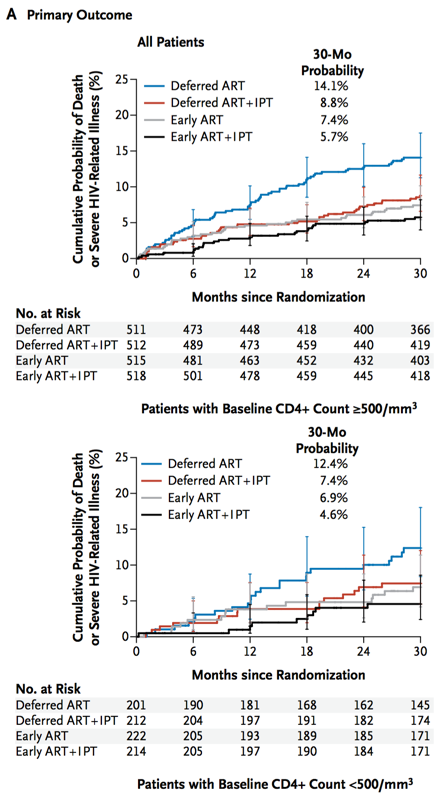 A Primary Outcome
All Patients
Cumulative Probability of Death
or Severe HIV-Related Illness (%)
30-Mo
Probability
Deferred ART 14.1%
Deferred ART+IPT 8.8%
Early ART 7.4%
Early ART+IPT 5.7%
25
20
15
10
5
0
0 6 12 18 24 30
Months since Randomization
No. at Risk
Deferred ART 511 473 448 418 400 366
Deferred ART+IPT 512 489 473 459 440 419
Early ART 515 481 463 452 432 403
Early ART+IPT 518 501 478 459 445 418
Patients with Baseline CD4+ Count ≥500/mm³
Cumulative Probability of Death
or Severe HIV-Related Illness (%)
30-Mo
Probability
Deferred ART 12.4%
Deferred ART+IPT 7.4%
Early ART 6.9%
Early ART+IPT 4.6%
25
20
15
10
5
0
0 6 12 18 24 30
Months since Randomization
No. at Risk
Deferred ART 201 190 181 168 162 145
Deferred ART+IPT 212 204 197 191 182 174
Early ART 222 205 193 189 185 171
Early ART+IPT 214 205 197 190 184 171
Patients with Baseline CD4+ Count <500/mm³